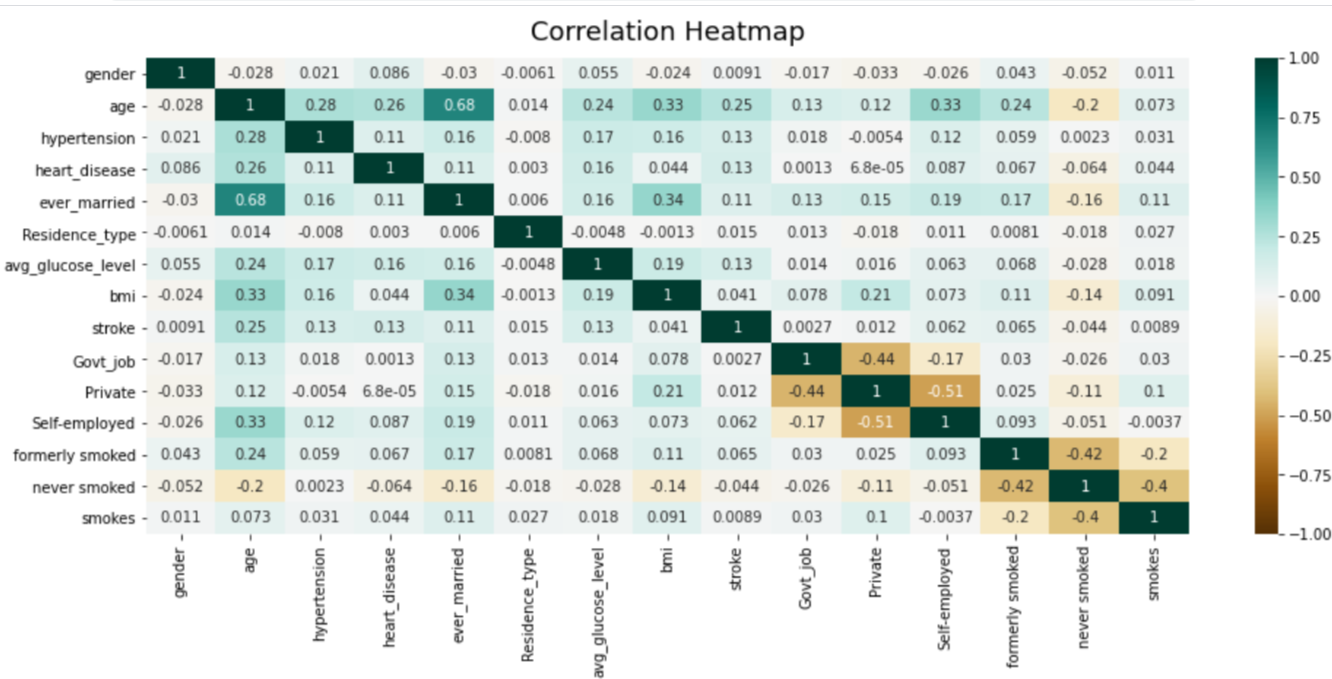 Correlation Heatmap
gender 1 -0.028 0.021 0.086 -0.03 -0.0061 0.055 -0.024 0.0091 -0.017 -0.033 -0.026 0.043 -0.052 0.011
age -0.028 1 0.28 0.26 0.68 0.014 0.24 0.33 0.25 0.13 0.12 0.33 0.24 -0.2 0.073
hypertension 0.021 0.28 1 0.11 0.16 -0.008 0.17 0.16 0.13 0.018 -0.0054 0.12 0.059 0.0023 0.031
heart_disease 0.086 0.26 0.11 1 0.11 0.003 0.16 0.044 0.13 0.0013 6.8e-05 0.087 0.067 -0.064 0.044
ever_married -0.03 0.68 0.16 0.11 1 0.006 0.16 0.34 0.11 0.13 0.15 0.19 0.17 -0.16 0.11
Residence_type -0.0061 0.014 -0.008 0.003 0.006 1 -0.0048 -0.0013 0.015 0.013 -0.018 0.011 0.0081 -0.018 0.027
avg_glucose_level 0.055 0.24 0.17 0.16 0.16 -0.0048 1 0.19 0.13 0.014 0.016 0.063 0.068 -0.028 0.018
bmi -0.024 0.33 0.16 0.044 0.34 -0.0013 0.19 1 0.041 0.078 0.21 0.073 0.11 -0.14 0.091
stroke 0.0091 0.25 0.13 0.13 0.11 0.015 0.13 0.041 1 0.0027 0.012 0.062 0.065 -0.044 0.0089
Govt_job -0.017 0.13 0.018 0.0013 0.13 0.013 0.014 0.078 0.0027 1 -0.44 -0.17 0.03 -0.026 0.03
Private -0.033 0.12 -0.0054 6.8e-05 0.15 -0.018 0.016 0.21 0.012 -0.44 1 -0.51 0.025 -0.11 0.1
Self-employed -0.026 0.33 0.12 0.087 0.19 0.011 0.063 0.073 0.062 -0.17 -0.51 1 0.093 -0.051 -0.0037
formerly smoked 0.043 0.24 0.059 0.067 0.17 0.0081 0.068 0.11 0.065 0.03 0.025 0.093 1 -0.42 -0.2
never smoked -0.052 -0.2 0.0023 -0.064 -0.16 -0.018 -0.028 -0.14 -0.044 -0.026 -0.11 -0.051 -0.42 1 -0.4
smokes 0.011 0.073 0.031 0.044 0.11 0.027 0.018 0.091 0.0089 0.03 0.1 -0.0037 -0.2 -0.4 1
gender age hypertension heart_disease ever_married Residence_type avg_glucose_level bmi stroke Govt_job Private Self-employed formerly smoked never smoked smokes
1.00
0.75
0.50
0.25
0.00
−0.25
−0.50
−0.75
−1.00